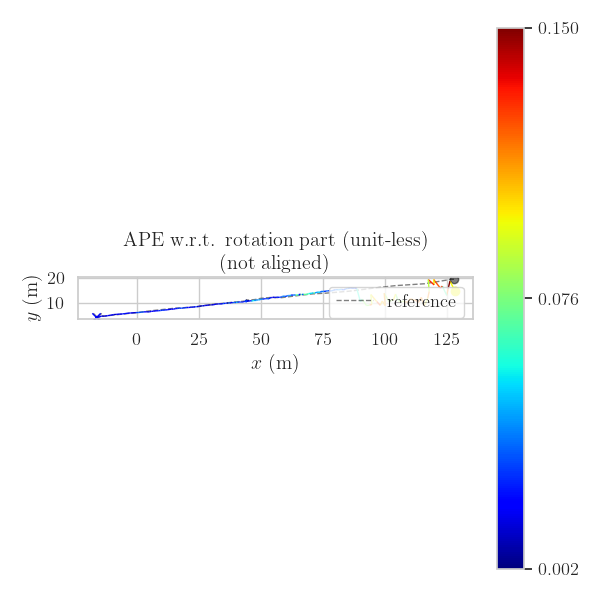 0.150
APE w.r.t. rotation part (unit-less)
(not aligned)
20
10
y (m)
reference
0.076
0
25
50
75
100
125
x (m)
0.002